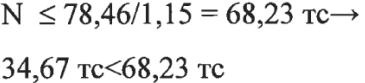 N ≤ 78,46/1,15 = 68,23 тс→
34,67 тс<68,23 тс